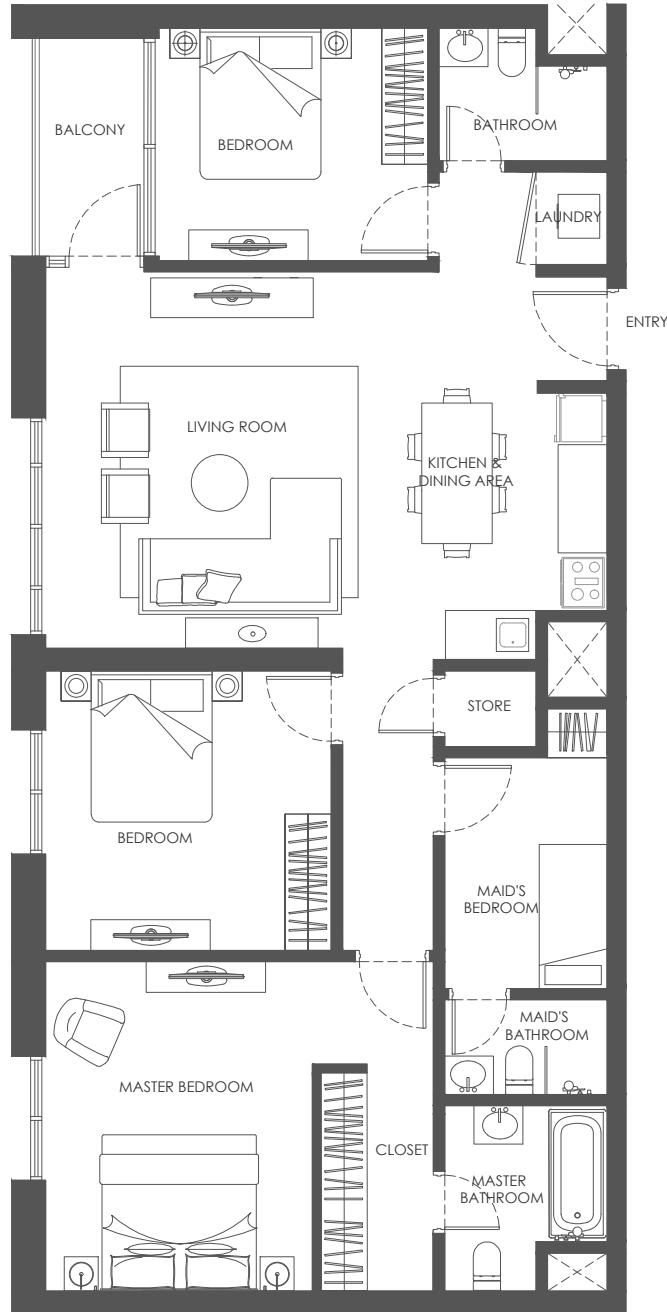 BALCONY
BEDROOM
BATHROOM
LAUNDRY
ENTRY
LIVING ROOM
KITCHEN &
DINING AREA
STORE
BEDROOM
MAID'S
BEDROOM
MAID'S
BATHROOM
MASTER BEDROOM
CLOSET
MASTER
BATHROOM